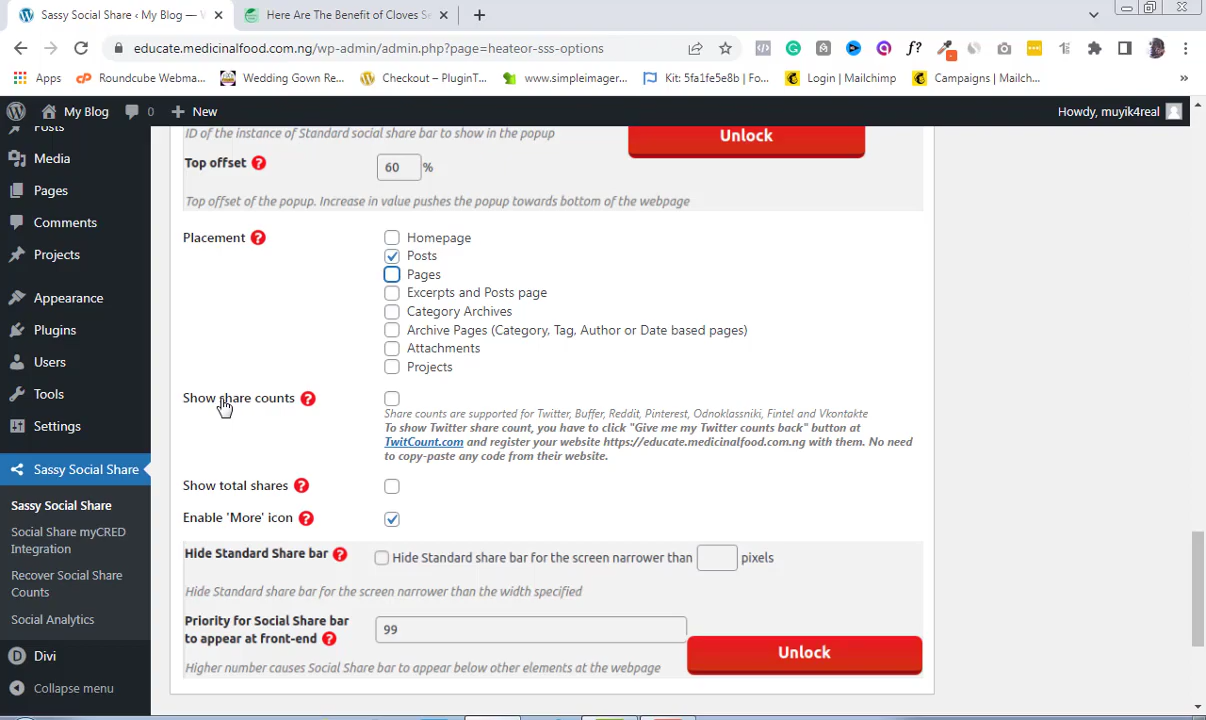 Sassy Social Share ‹ My Blog — W
Here Are The Benefit of Cloves Se
educate.medicinalfood.com.ng/wp-admin/admin.php?page=heateor-sss-options
f?
Apps
Roundcube Webma...
Wedding Gown Re...
Checkout – PluginT...
www.simpleimager...
Kit: 5fa1fe5e8b | Fo...
Login | Mailchimp
Campaigns | Mailch...
»
My Blog
0
New
Howdy, muyik4real
Posts
Media
Pages
Comments
Projects
Appearance
Plugins
Users
Tools
Settings
Sassy Social Share
Sassy Social Share
Social Share myCRED
Integration
Recover Social Share
Counts
Social Analytics
Divi
Collapse menu
ID of the instance of Standard social share bar to show in the popup
Unlock
Top offset ?
60 %
Top offset of the popup. Increase in value pushes the popup towards bottom of the webpage
Placement ?
Homepage
Posts
Pages
Excerpts and Posts page
Category Archives
Archive Pages (Category, Tag, Author or Date based pages)
Attachments
Projects
Show share counts ?
Share counts are supported for Twitter, Buffer, Reddit, Pinterest, Odnoklassniki, Fintel and Vkontakte
To show Twitter share count, you have to click "Give me my Twitter counts back" button at
TwitCount.com and register your website https://educate.medicinalfood.com.ng with them. No need
to copy-paste any code from their website.
Show total shares ?
Enable 'More' icon ?
Hide Standard Share bar ?
Hide Standard share bar for the screen narrower than pixels
Hide Standard share bar for the screen narrower than the width specified
Priority for Social Share bar
to appear at front-end ?
99
Unlock
Higher number causes Social Share bar to appear below other elements at the webpage